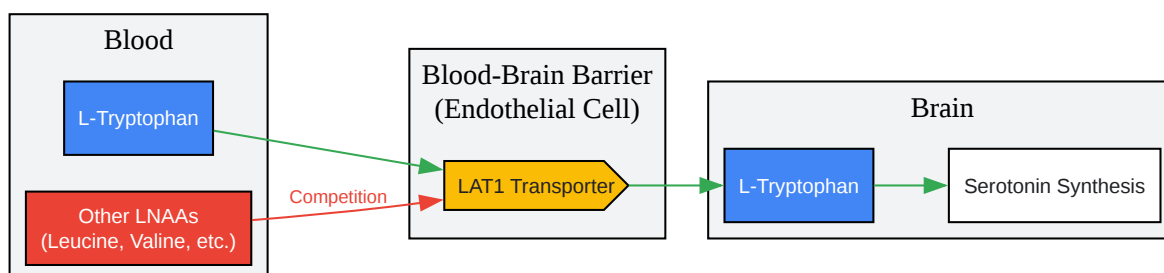 Blood
L-Tryptophan
Other LNAAs
(Leucine, Valine, etc.)
Competition
Blood-Brain Barrier
(Endothelial Cell)
LAT1 Transporter
Brain
L-Tryptophan
Serotonin Synthesis